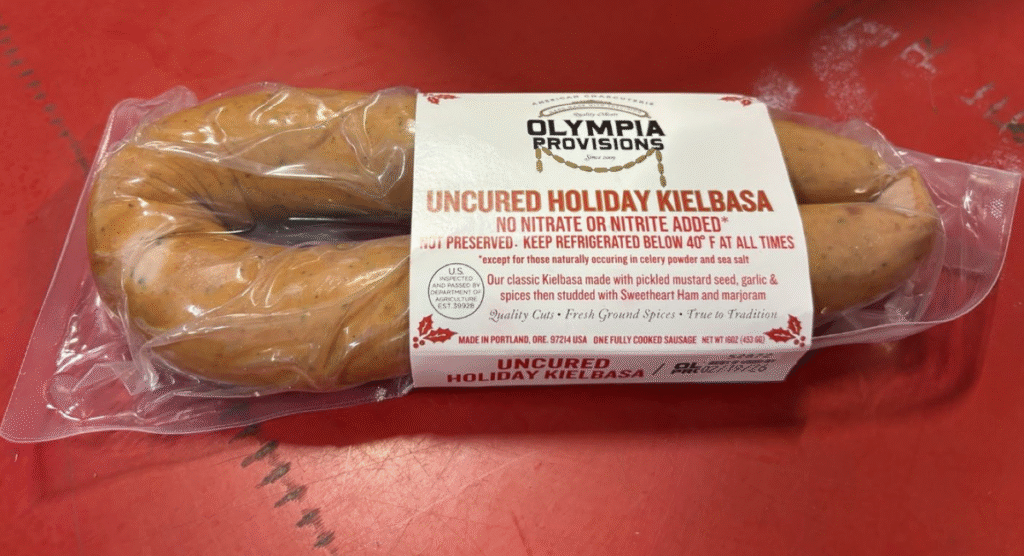 AMERICAN CHARCUTERIE
OLYMPIA
PROVISIONS
Since 2009
UNCURED HOLIDAY KIELBASA
NO NITRATE OR NITRITE ADDED*
NOT PRESERVED. KEEP REFRIGERATED BELOW 40° F AT ALL TIMES
*except for those naturally occuring in celery powder and sea salt
U.S.
INSPECTED
AND PASSED BY
DEPARTMENT OF
AGRICULTURE
EST. 39928
Our classic Kielbasa made with pickled mustard seed, garlic &
spices then studded with Sweetheart Ham and marjoram
Quality Cuts • Fresh Ground Spices • True to Tradition
MADE IN PORTLAND, ORE. 97214 USA ONE FULLY COOKED SAUSAGE NET WT 16OZ (453.6G)
UNCURED
HOLIDAY KIELBASA /
02/19/26